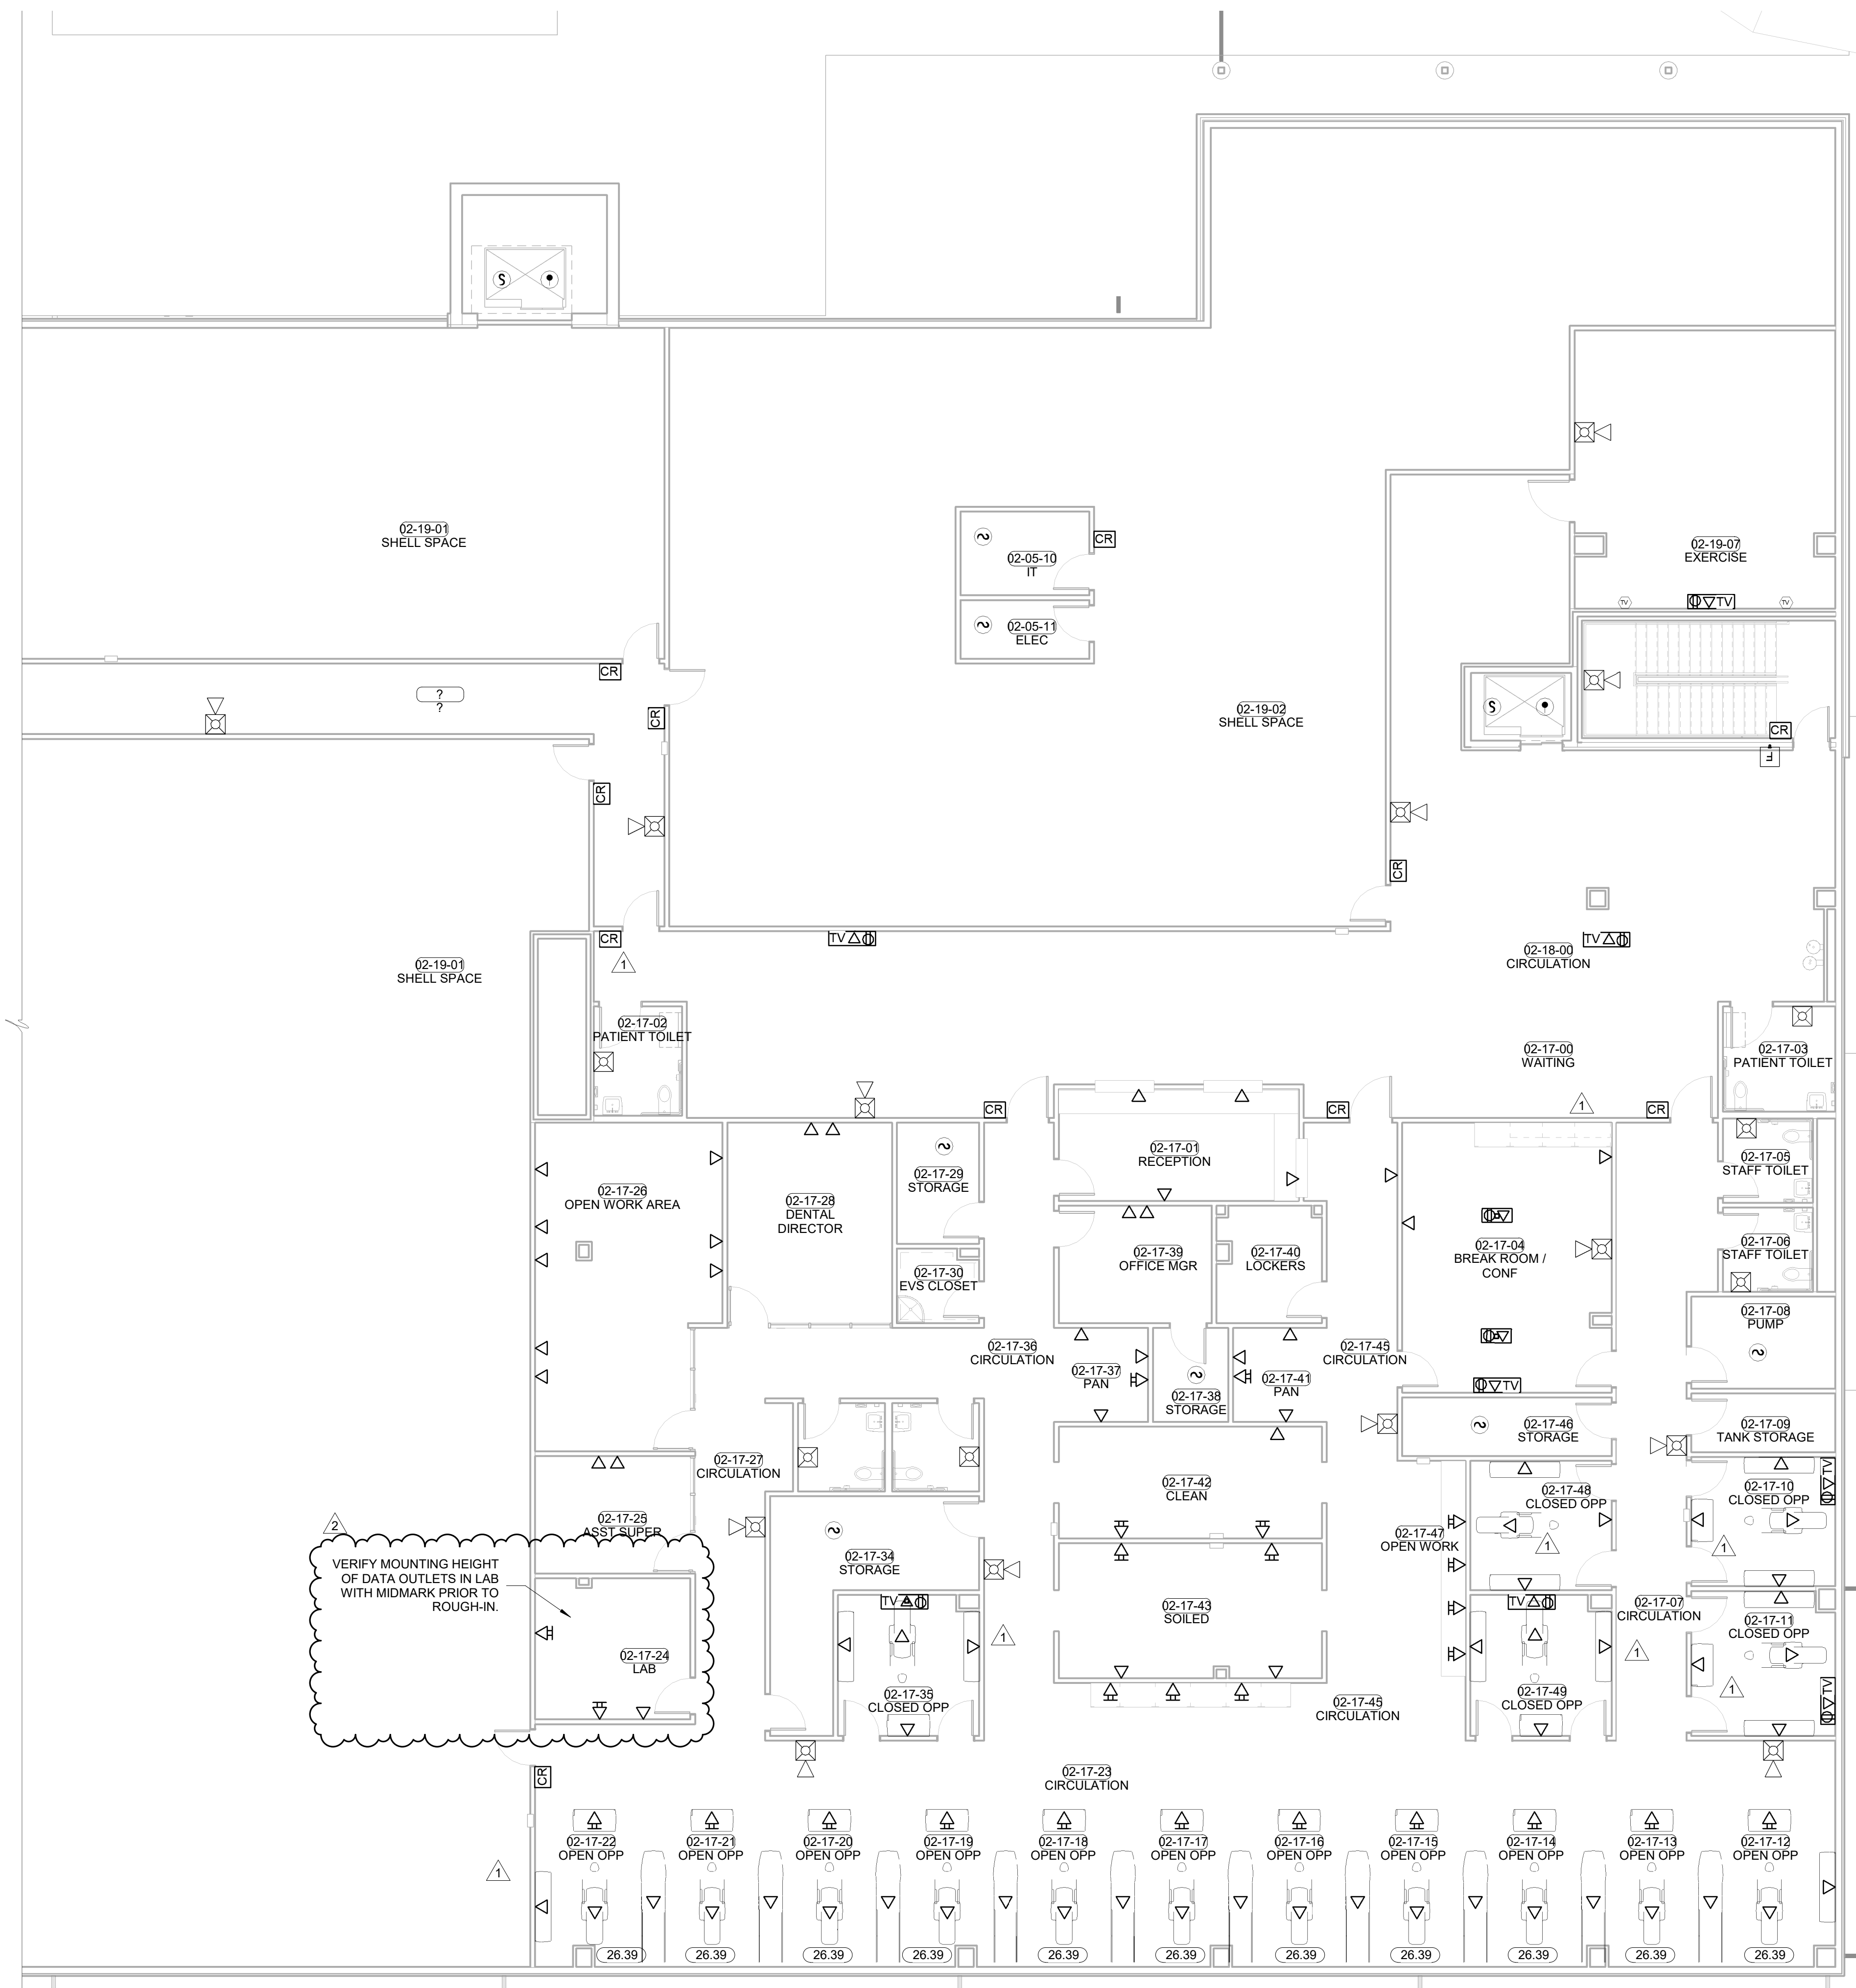 S
02-19-01
SHELL SPACE
02-05-10
IT
CR
02-05-11
ELEC
02-19-07
EXERCISE
TV
TV
TV
CR
?
?
CR
02-19-02
SHELL SPACE
S
CR
F
CR
CR
CR
TV
02-18-00
CIRCULATION
TV
02-19-01
SHELL SPACE
1
02-17-02
PATIENT TOILET
02-17-00
WAITING
02-17-03
PATIENT TOILET
CR
CR
1
CR
02-17-01
RECEPTION
02-17-05
STAFF TOILET
02-17-26
OPEN WORK AREA
02-17-28
DENTAL
DIRECTOR
02-17-29
STORAGE
02-17-39
OFFICE MGR
02-17-40
LOCKERS
02-17-04
BREAK ROOM /
CONF
02-17-06
STAFF TOILET
02-17-30
EVS CLOSET
02-17-08
PUMP
02-17-36
CIRCULATION
02-17-37
PAN
02-17-38
STORAGE
02-17-41
PAN
02-17-45
CIRCULATION
TV
02-17-46
STORAGE
02-17-09
TANK STORAGE
02-17-27
CIRCULATION
02-17-42
CLEAN
02-17-48
CLOSED OPP
02-17-10
CLOSED OPP
TV
2
02-17-25
ASST SUPER
02-17-47
OPEN WORK
1
1
VERIFY MOUNTING HEIGHT
OF DATA OUTLETS IN LAB
WITH MIDMARK PRIOR TO
ROUGH-IN.
02-17-34
STORAGE
02-17-43
SOILED
TV
TV
02-17-07
CIRCULATION
02-17-11
CLOSED OPP
1
1
02-17-24
LAB
02-17-35
CLOSED OPP
02-17-45
CIRCULATION
02-17-49
CLOSED OPP
1
TV
CR
02-17-23
CIRCULATION
02-17-22
OPEN OPP
02-17-21
OPEN OPP
02-17-20
OPEN OPP
02-17-19
OPEN OPP
02-17-18
OPEN OPP
02-17-17
OPEN OPP
02-17-16
OPEN OPP
02-17-15
OPEN OPP
02-17-14
OPEN OPP
02-17-13
OPEN OPP
02-17-12
OPEN OPP
1
26.39
26.39
26.39
26.39
26.39
26.39
26.39
26.39
26.39
26.39
26.39